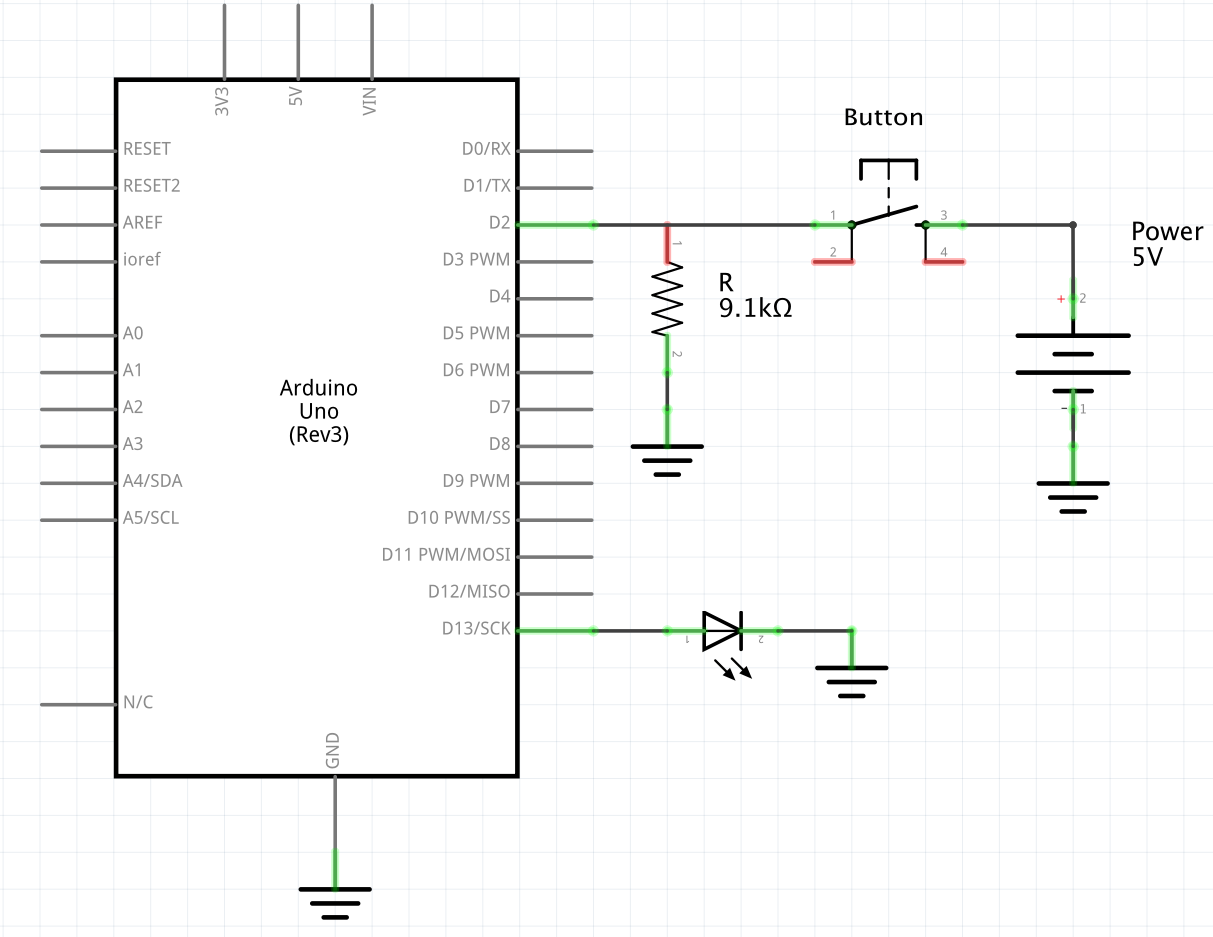 3V3
5V
VIN
Button
RESET
D0/RX
RESET2
D1/TX
AREF
D2
1
3
ioref
D3 PWM
1
2
4
Power
5V
D4
R
9.1kΩ
+
2
A0
D5 PWM
2
A1
D6 PWM
Arduino
Uno
(Rev3)
A2
D7
-
1
A3
D8
A4/SDA
D9 PWM
A5/SCL
D10 PWM/SS
D11 PWM/MOSI
D12/MISO
D13/SCK
1
2
N/C
GND